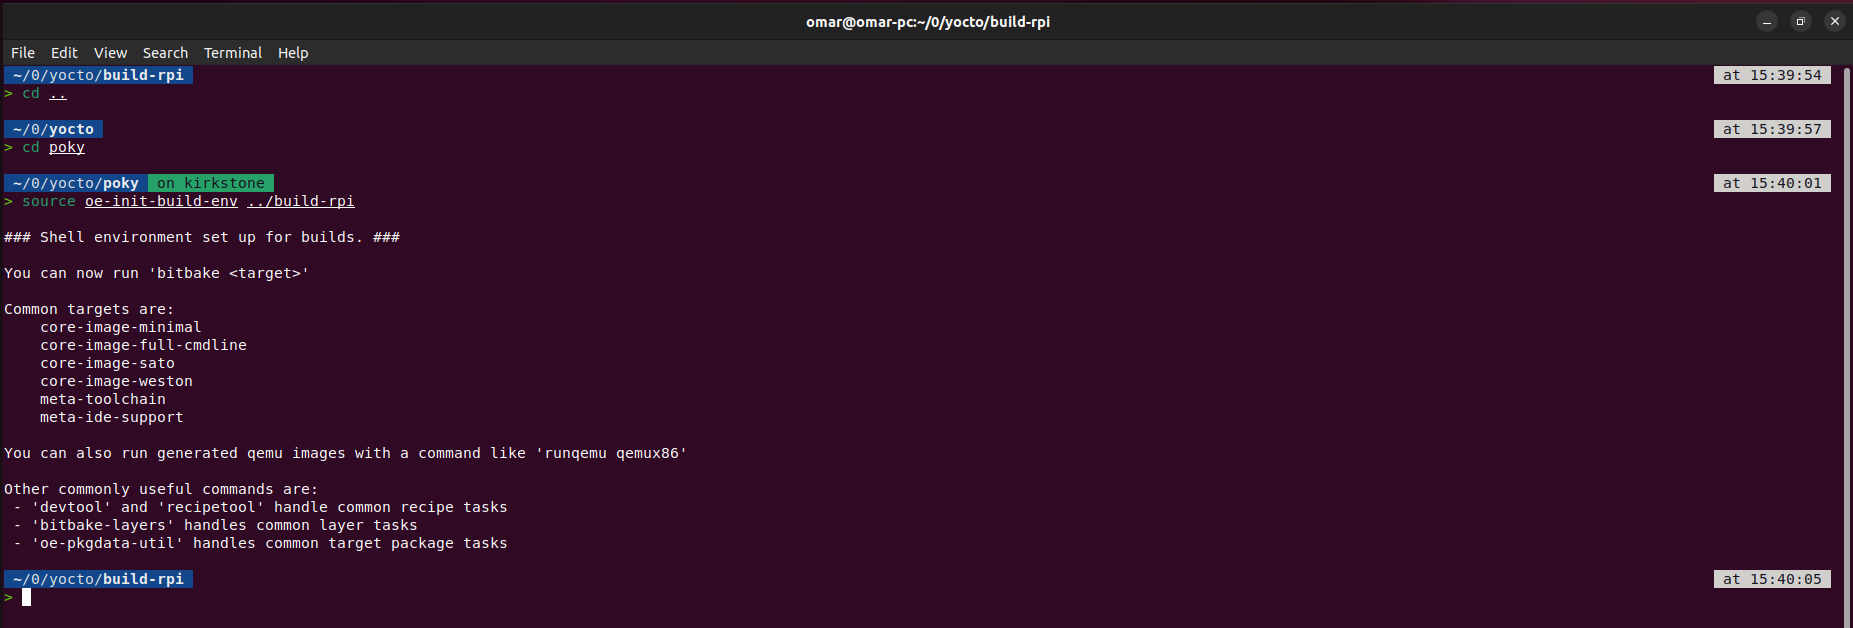 omar@omar-pc:~/0/yocto/build-rpi
File Edit View Search Terminal Help
~/0/yocto/build-rpi at 15:39:54
> cd ..
~/0/yocto at 15:39:57
> cd poky
~/0/yocto/poky on kirkstone at 15:40:01
> source oe-init-build-env ../build-rpi
### Shell environment set up for builds. ###
You can now run 'bitbake <target>'
Common targets are:
core-image-minimal
core-image-full-cmdline
core-image-sato
core-image-weston
meta-toolchain
meta-ide-support
You can also run generated qemu images with a command like 'runqemu qemux86'
Other commonly useful commands are:
- 'devtool' and 'recipetool' handle common recipe tasks
- 'bitbake-layers' handles common layer tasks
- 'oe-pkgdata-util' handles common target package tasks
~/0/yocto/build-rpi at 15:40:05
>